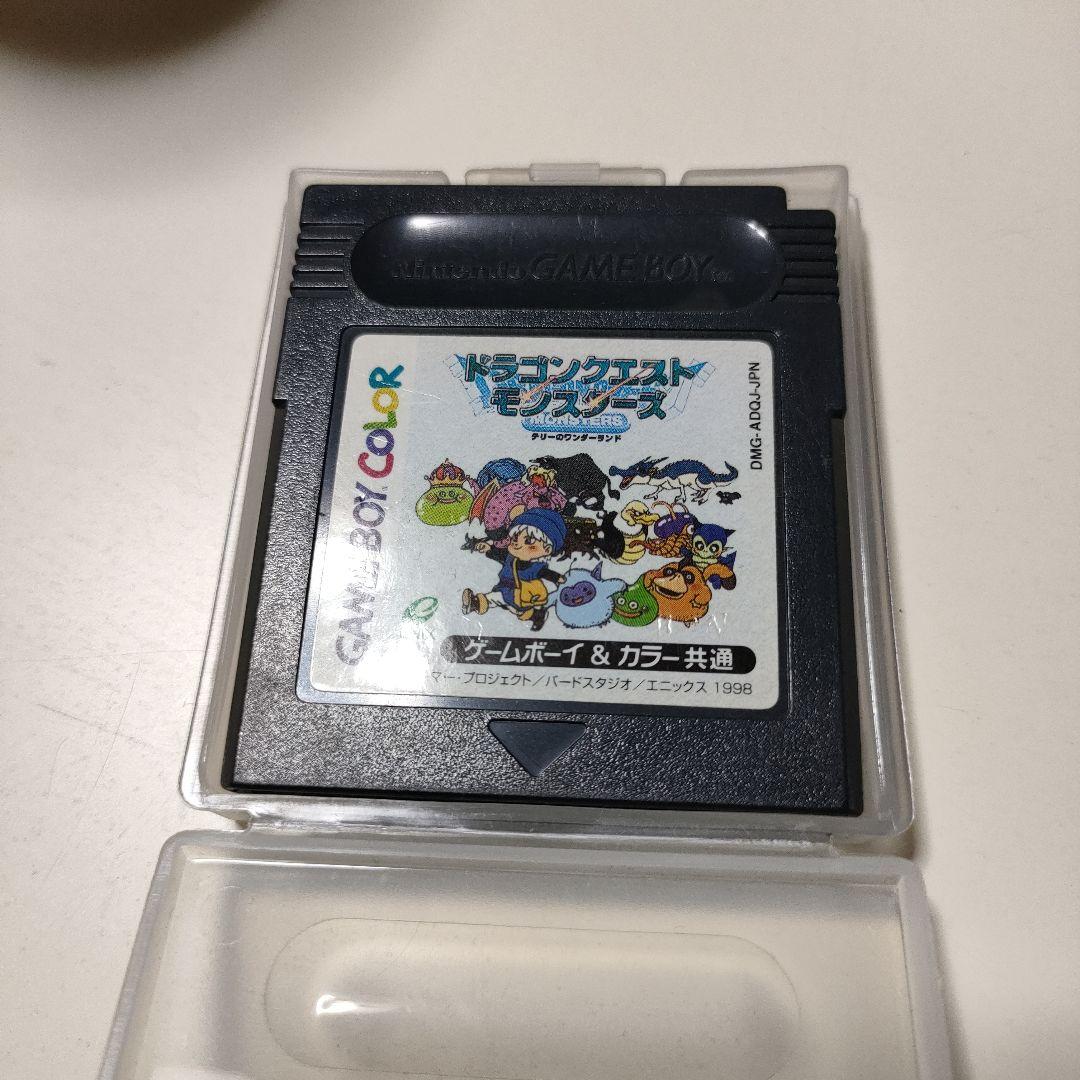 Nintendo GAME BOY
GAME BOY COLOR
ドラゴンクエスト
モンスターズ
MONSTERS
テリーのワンダーランド
DMG-ADQJ-JPN
ゲームボーイ & カラー 共通
マー・プロジェクト/バードスタジオ/エニックス 1998